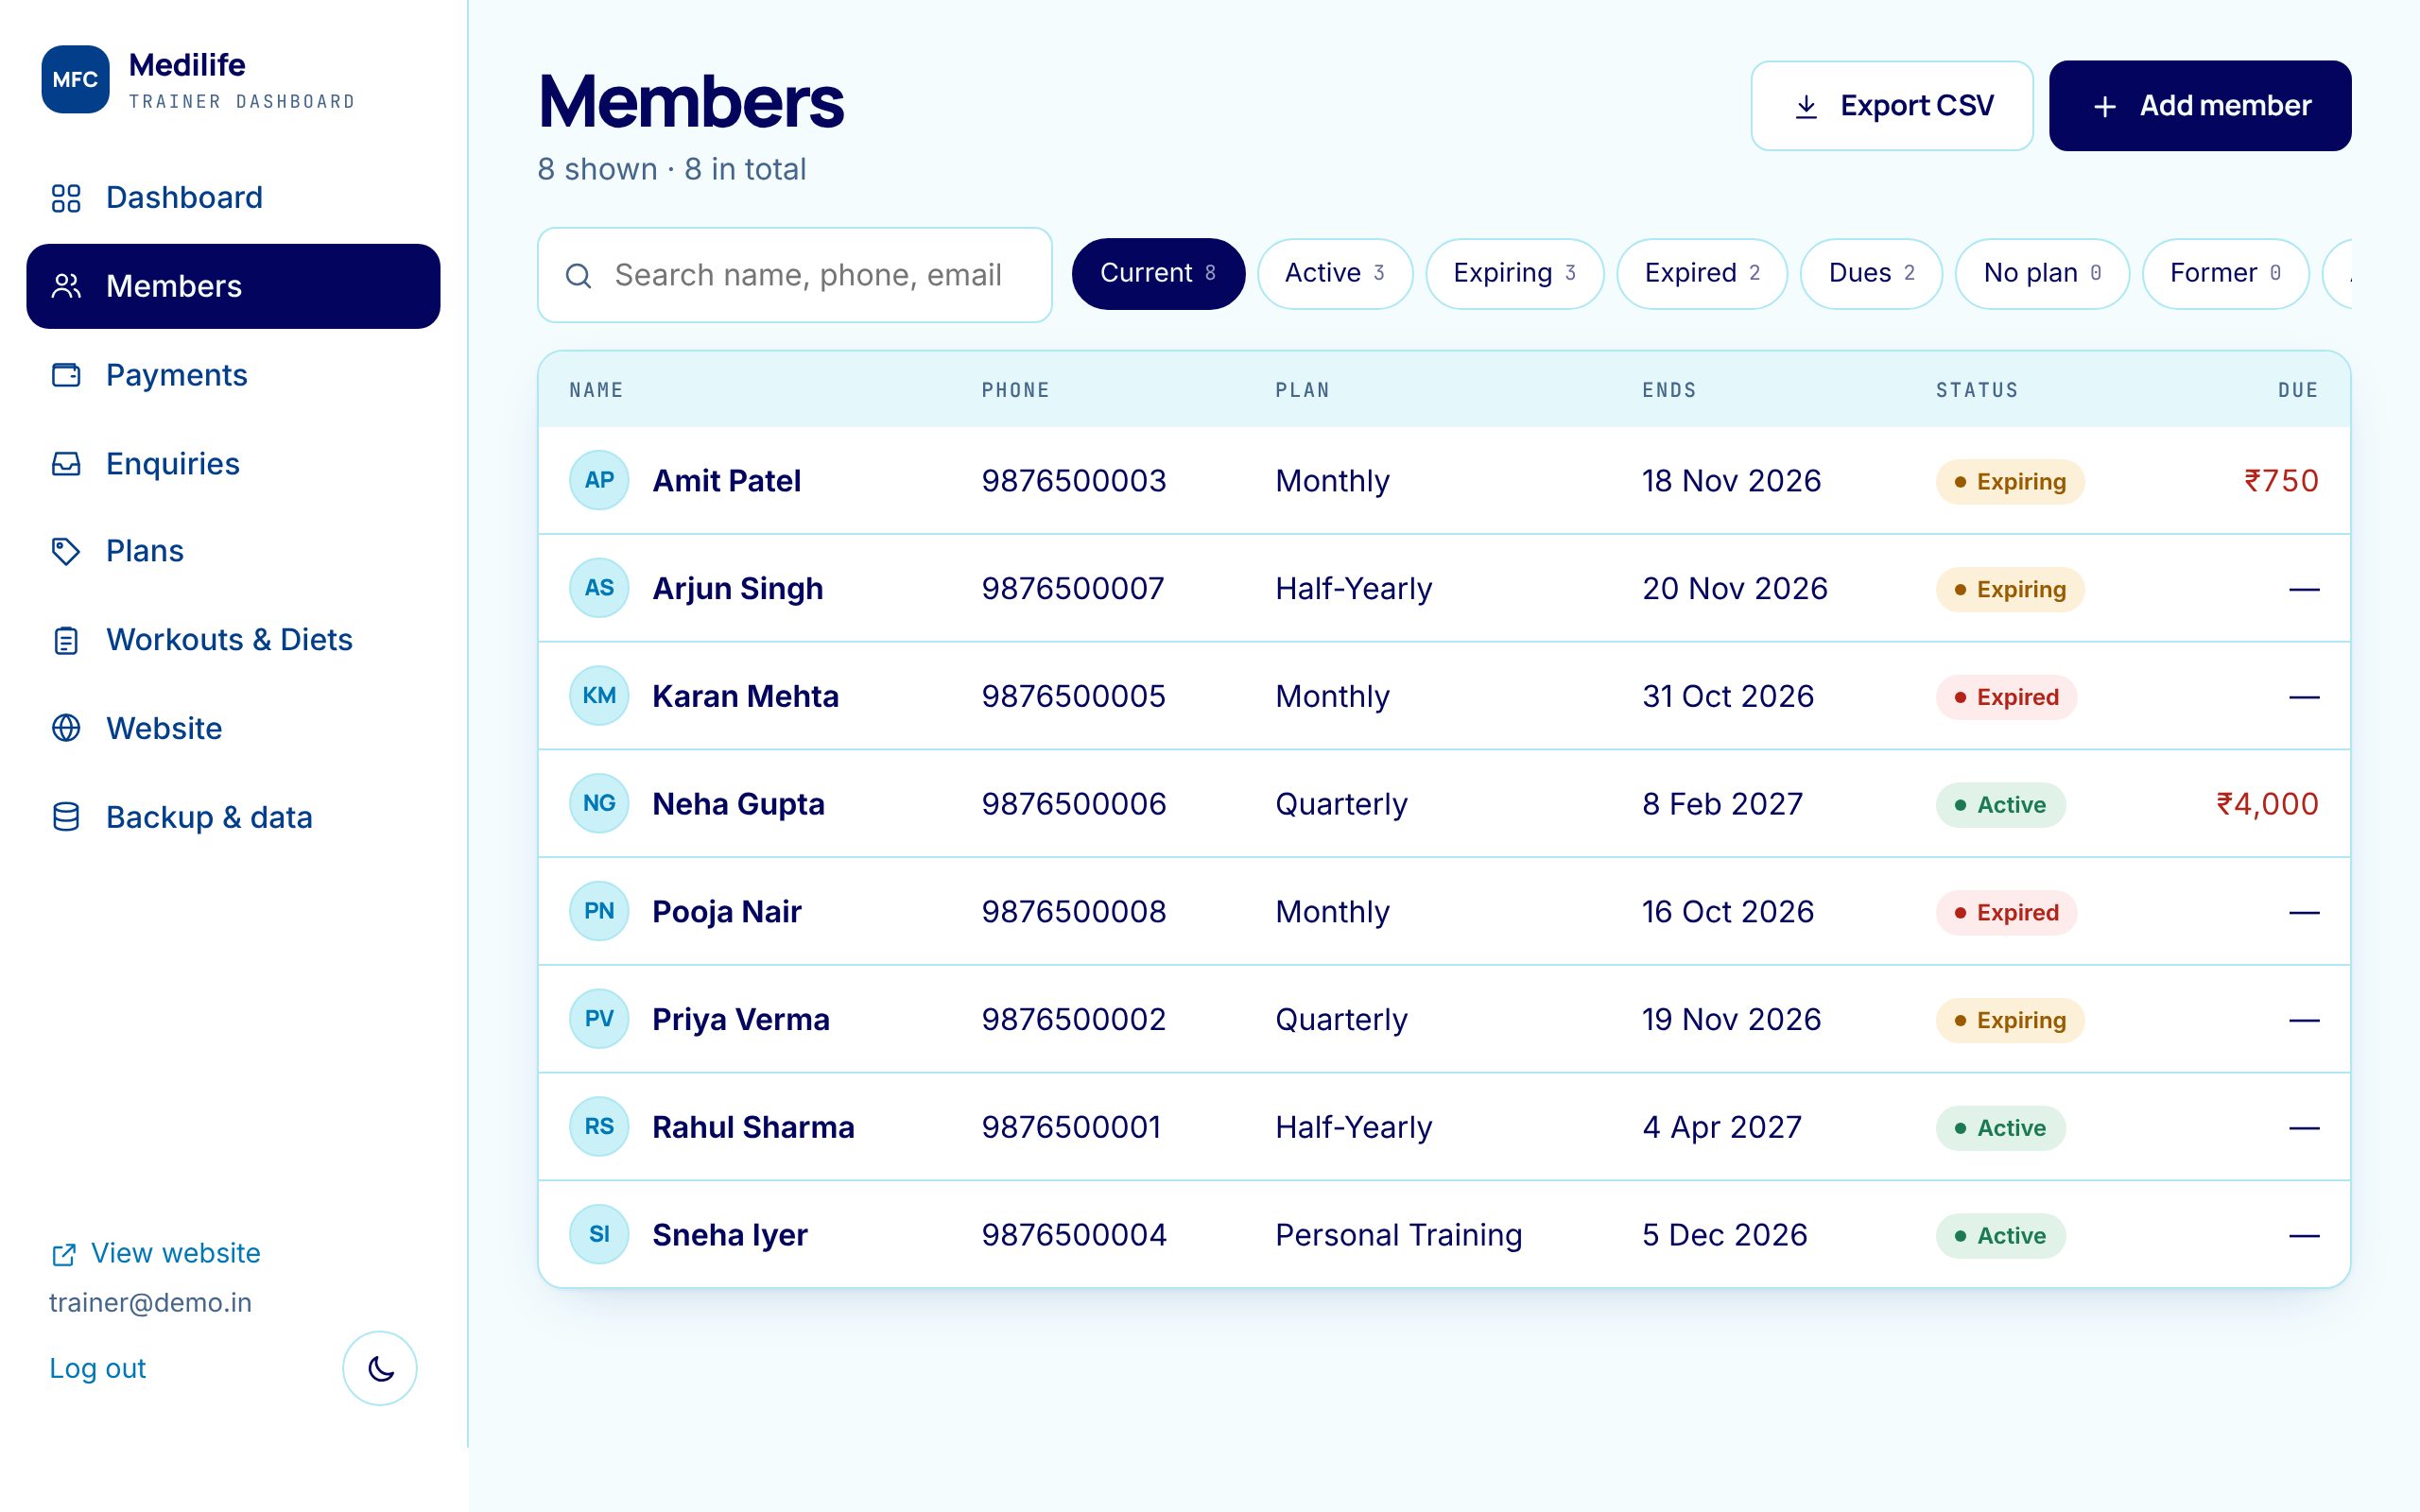 MFC
Medilife
TRAINER DASHBOARD
Dashboard
Members
Payments
Enquiries
Plans
Workouts & Diets
Website
Backup & data
View website
trainer@demo.in
Log out
Members
8 shown · 8 in total
Export CSV
Add member
Search name, phone, email
Current 8
Active 3
Expiring 3
Expired 2
Dues 2
No plan 0
Former 0
NAME PHONE PLAN ENDS STATUS DUE
AP Amit Patel 9876500003 Monthly 18 Nov 2026 Expiring ₹750
AS Arjun Singh 9876500007 Half-Yearly 20 Nov 2026 Expiring —
KM Karan Mehta 9876500005 Monthly 31 Oct 2026 Expired —
NG Neha Gupta 9876500006 Quarterly 8 Feb 2027 Active ₹4,000
PN Pooja Nair 9876500008 Monthly 16 Oct 2026 Expired —
PV Priya Verma 9876500002 Quarterly 19 Nov 2026 Expiring —
RS Rahul Sharma 9876500001 Half-Yearly 4 Apr 2027 Active —
SI Sneha Iyer 9876500004 Personal Training 5 Dec 2026 Active —